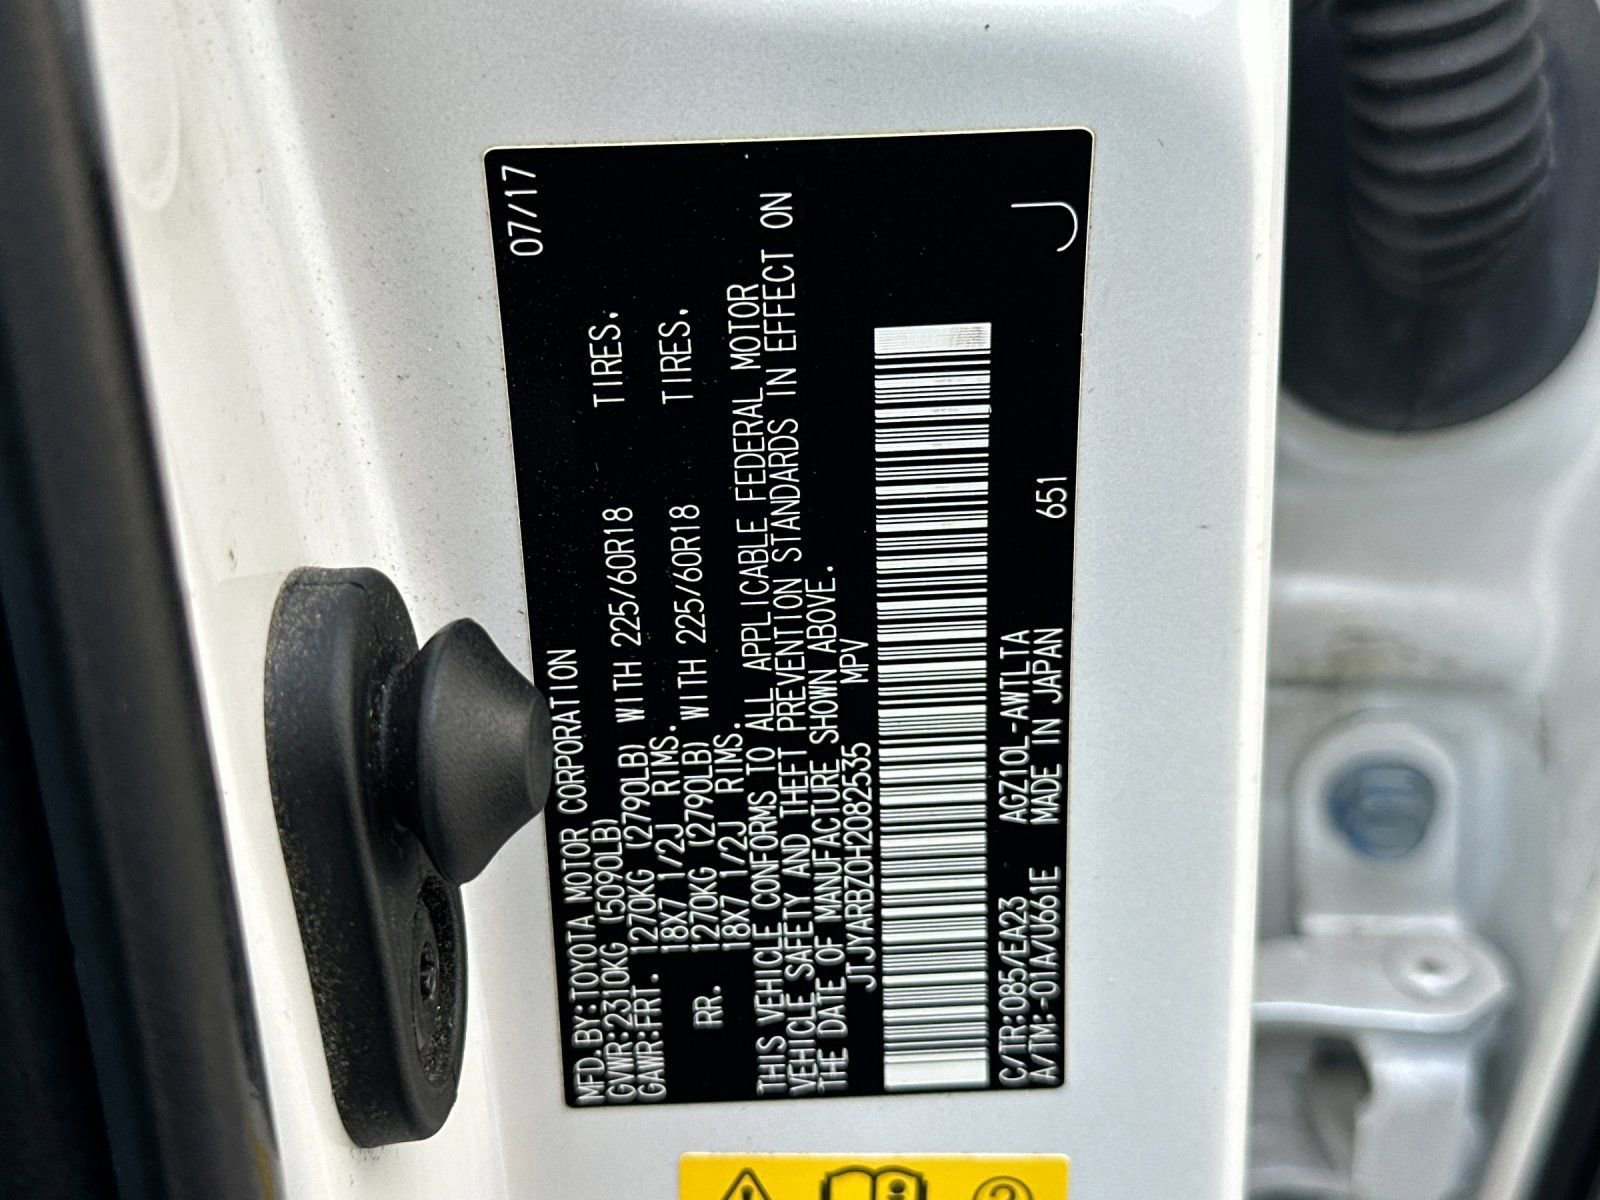 MFD. BY: TOYOTA MOTOR CORPORATION 07/17
GVWR: 2310KG (5090LB)
GAWR: FRT. 1270KG (2790LB) WITH 225/60R18 TIRES.
18X7 1/2J RIMS.
RR. 1270KG (2790LB) WITH 225/60R18 TIRES.
18X7 1/2J RIMS.
THIS VEHICLE CONFORMS TO ALL APPLICABLE FEDERAL MOTOR
VEHICLE SAFETY AND THEFT PREVENTION STANDARDS IN EFFECT ON
THE DATE OF MANUFACTURE SHOWN ABOVE.
JTJYARBZ0H2082535 MPV
C/TR: 085/EA23 AGZ10L-AWTLTA
A/TM: -01A/U661E MADE IN JAPAN 651 J